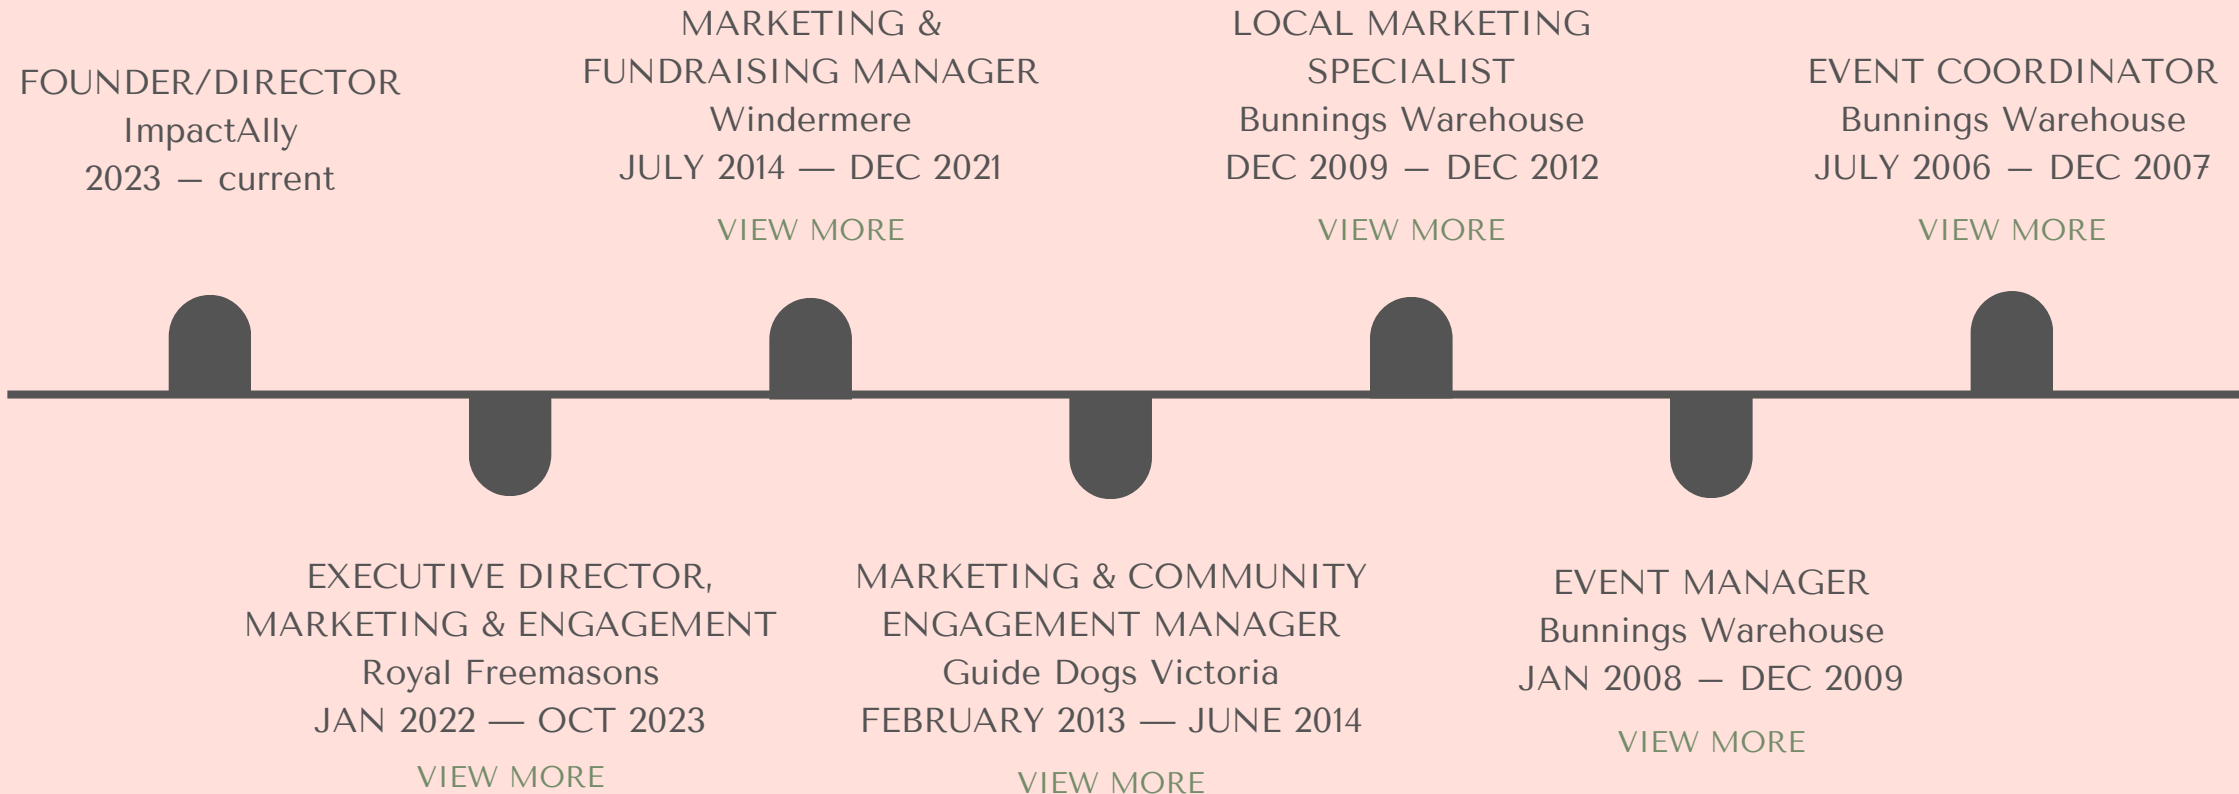 FOUNDER/DIRECTOR
ImpactAlly
2023 – current
MARKETING &
FUNDRAISING MANAGER
Windermere
JULY 2014 — DEC 2021
VIEW MORE
LOCAL MARKETING
SPECIALIST
Bunnings Warehouse
DEC 2009 – DEC 2012
VIEW MORE
EVENT COORDINATOR
Bunnings Warehouse
JULY 2006 – DEC 2007
VIEW MORE
EXECUTIVE DIRECTOR,
MARKETING & ENGAGEMENT
Royal Freemasons
JAN 2022 — OCT 2023
VIEW MORE
MARKETING & COMMUNITY
ENGAGEMENT MANAGER
Guide Dogs Victoria
FEBRUARY 2013 — JUNE 2014
VIEW MORE
EVENT MANAGER
Bunnings Warehouse
JAN 2008 – DEC 2009
VIEW MORE